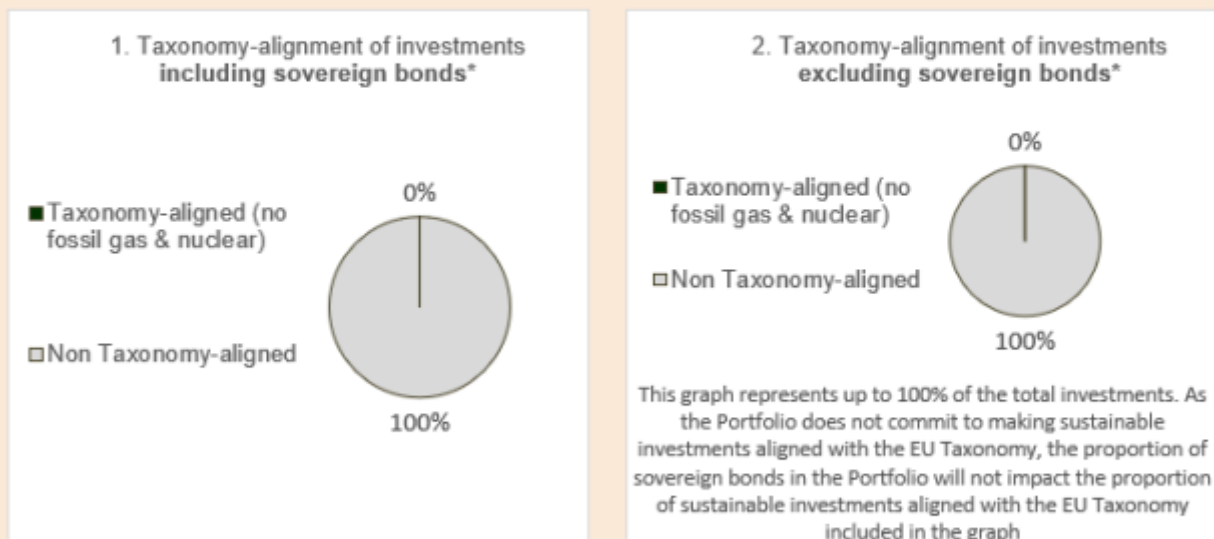 1. Taxonomy-alignment of investments
including sovereign bonds*
0%
Taxonomy-aligned (no
fossil gas & nuclear)
Non Taxonomy-aligned
100%
2. Taxonomy-alignment of investments
excluding sovereign bonds*
0%
Taxonomy-aligned (no
fossil gas & nuclear)
Non Taxonomy-aligned
100%
This graph represents up to 100% of the total investments. As
the Portfolio does not commit to making sustainable
investments aligned with the EU Taxonomy, the proportion of
sovereign bonds in the Portfolio will not impact the proportion
of sustainable investments aligned with the EU Taxonomy
included in the graph